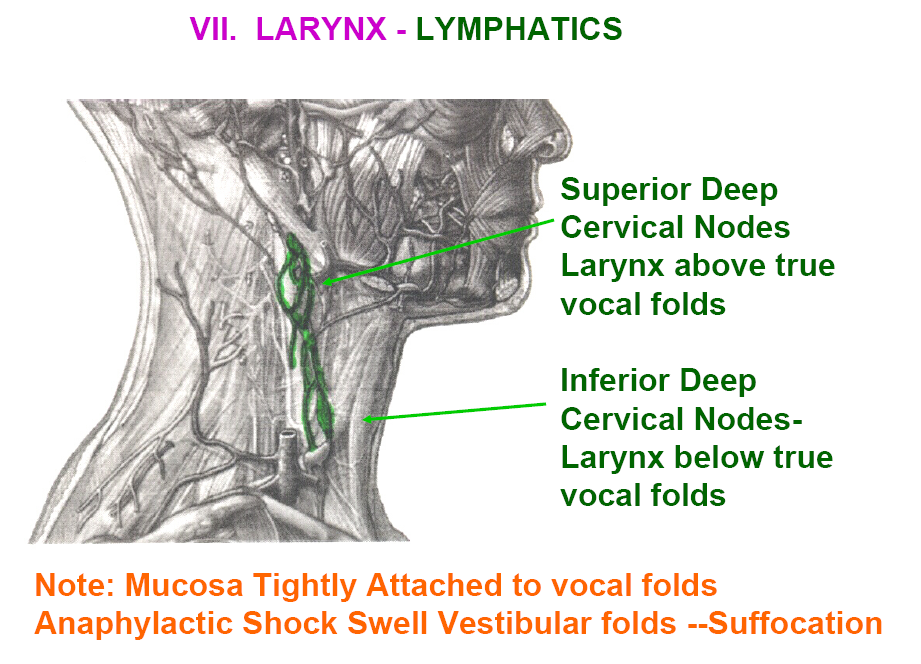 VII. LARYNX - LYMPHATICS
Superior Deep
Cervical Nodes
Larynx above true
vocal folds
Inferior Deep
Cervical Nodes-
Larynx below true
vocal folds
Note: Mucosa Tightly Attached to vocal folds
Anaphylactic Shock Swell Vestibular folds --Suffocation